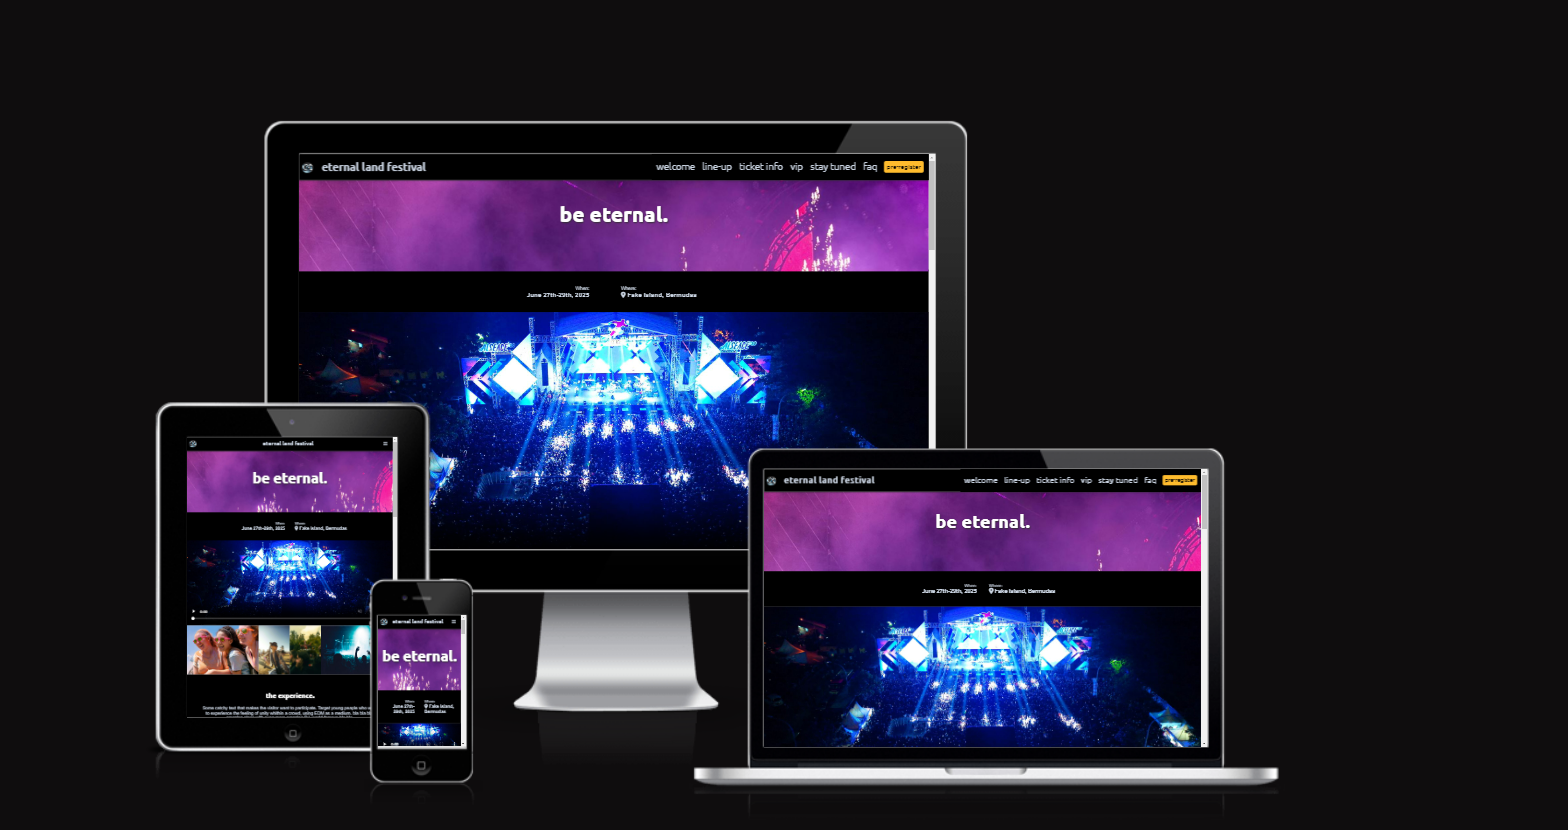 eternal land festival
welcome line-up ticket info vip stay tuned faq pre-register
be eternal.
When: Where:
June 27th-29th, 2025 Fake Island, Bermudas
eternal land festival
be eternal.
When: Where:
June 27th-29th, 2025 Fake Island, Bermudas
0:00
the experience.
Some catchy text that makes the visitor want to participate. Target young people who
to experience the feeling of unity within a crowd, using EDM as a medium.
eternal land festival
be eternal.
When: Where:
June 27th- Fake Island,
29th, 2025 Bermudas
0:00
eternal land festival
welcome line-up ticket info vip stay tuned faq pre-register
be eternal.
When: Where:
June 27th-29th, 2025 Fake Island, Bermudas